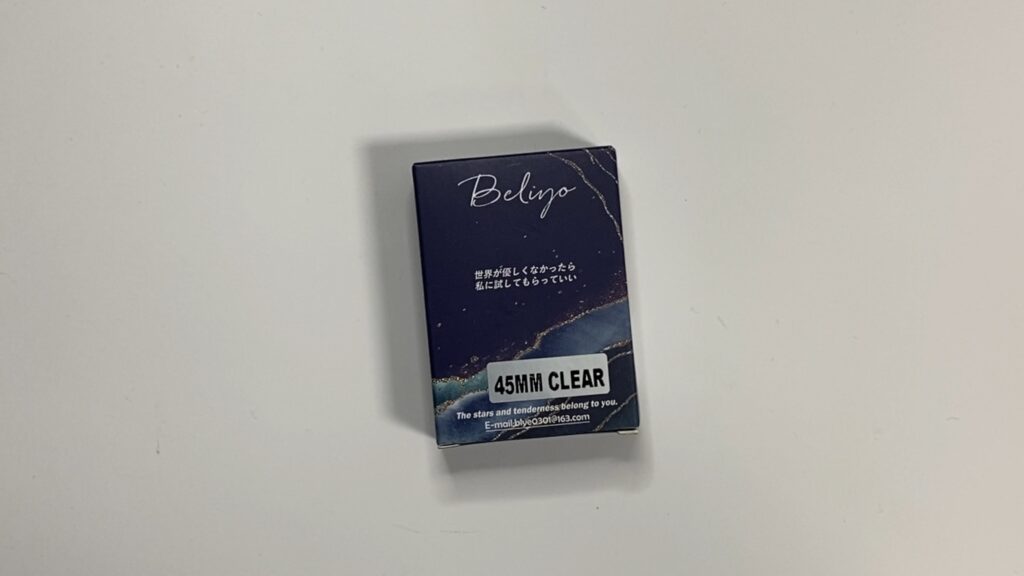 Beliyo
世界が優しくなかったら
私に試してもらっていい
45MM CLEAR
The stars and tenderness belong to you.
E-mail:blye0301@163.com